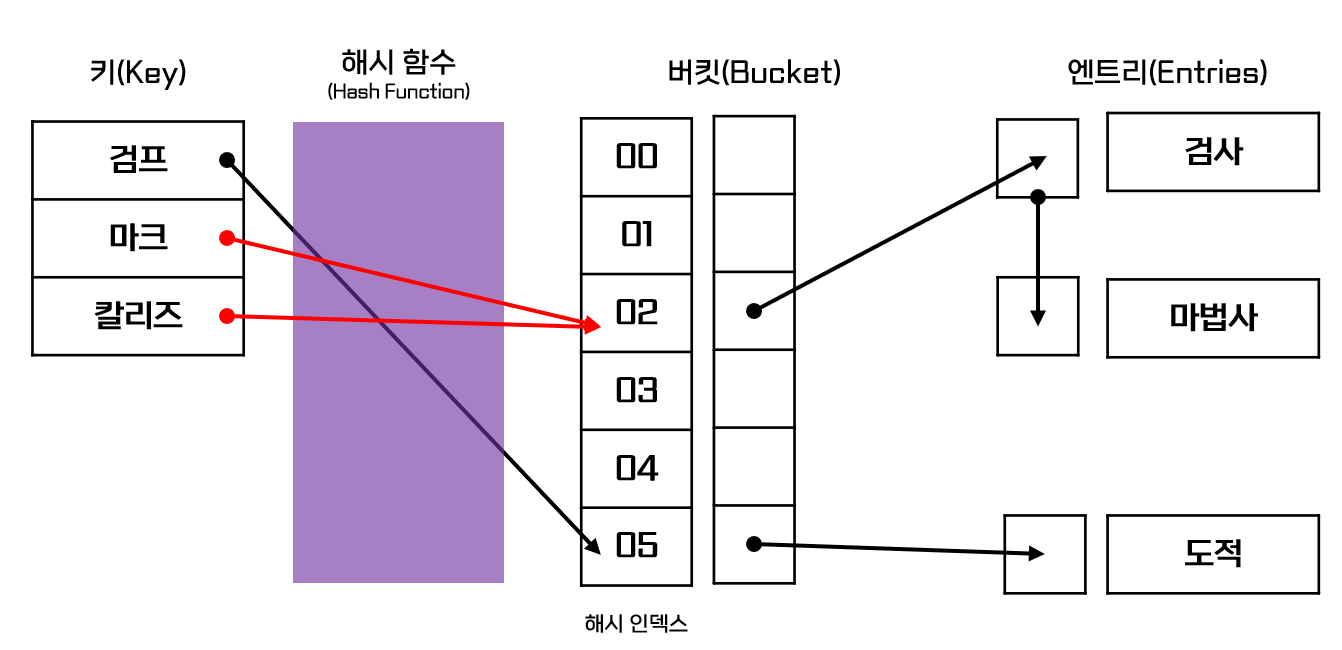 키(Key)
해시 함수
(Hash Function)
버킷(Bucket)
엔트리(Entries)
검프
마크
칼리즈
00
01
02
03
04
05
해시 인덱스
검사
마법사
도적